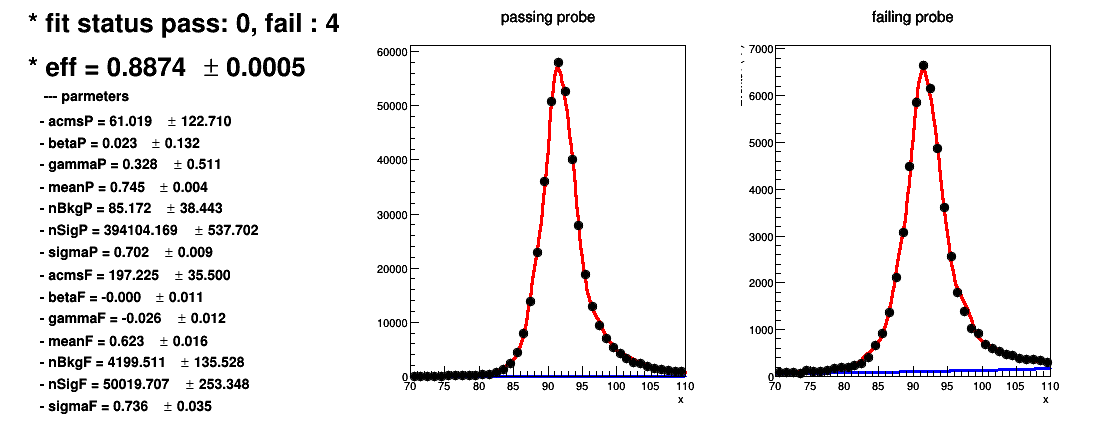 * fit status pass: 0, fail : 4
* eff = 0.8874 ± 0.0005
--- parmeters
- acmsP = 61.019 ± 122.710
- betaP = 0.023 ± 0.132
- gammaP = 0.328 ± 0.511
- meanP = 0.745 ± 0.004
- nBkgP = 85.172 ± 38.443
- nSigP = 394104.169 ± 537.702
- sigmaP = 0.702 ± 0.009
- acmsF = 197.225 ± 35.500
- betaF = -0.000 ± 0.011
- gammaF = -0.026 ± 0.012
- meanF = 0.623 ± 0.016
- nBkgF = 4199.511 ± 135.528
- nSigF = 50019.707 ± 253.348
- sigmaF = 0.736 ± 0.035
passing probe
60000
50000
40000
30000
20000
10000
0
70 75 80 85 90 95 100 105 110
x
failing probe
7000
6000
5000
4000
3000
2000
1000
0
70 75 80 85 90 95 100 105 110
x